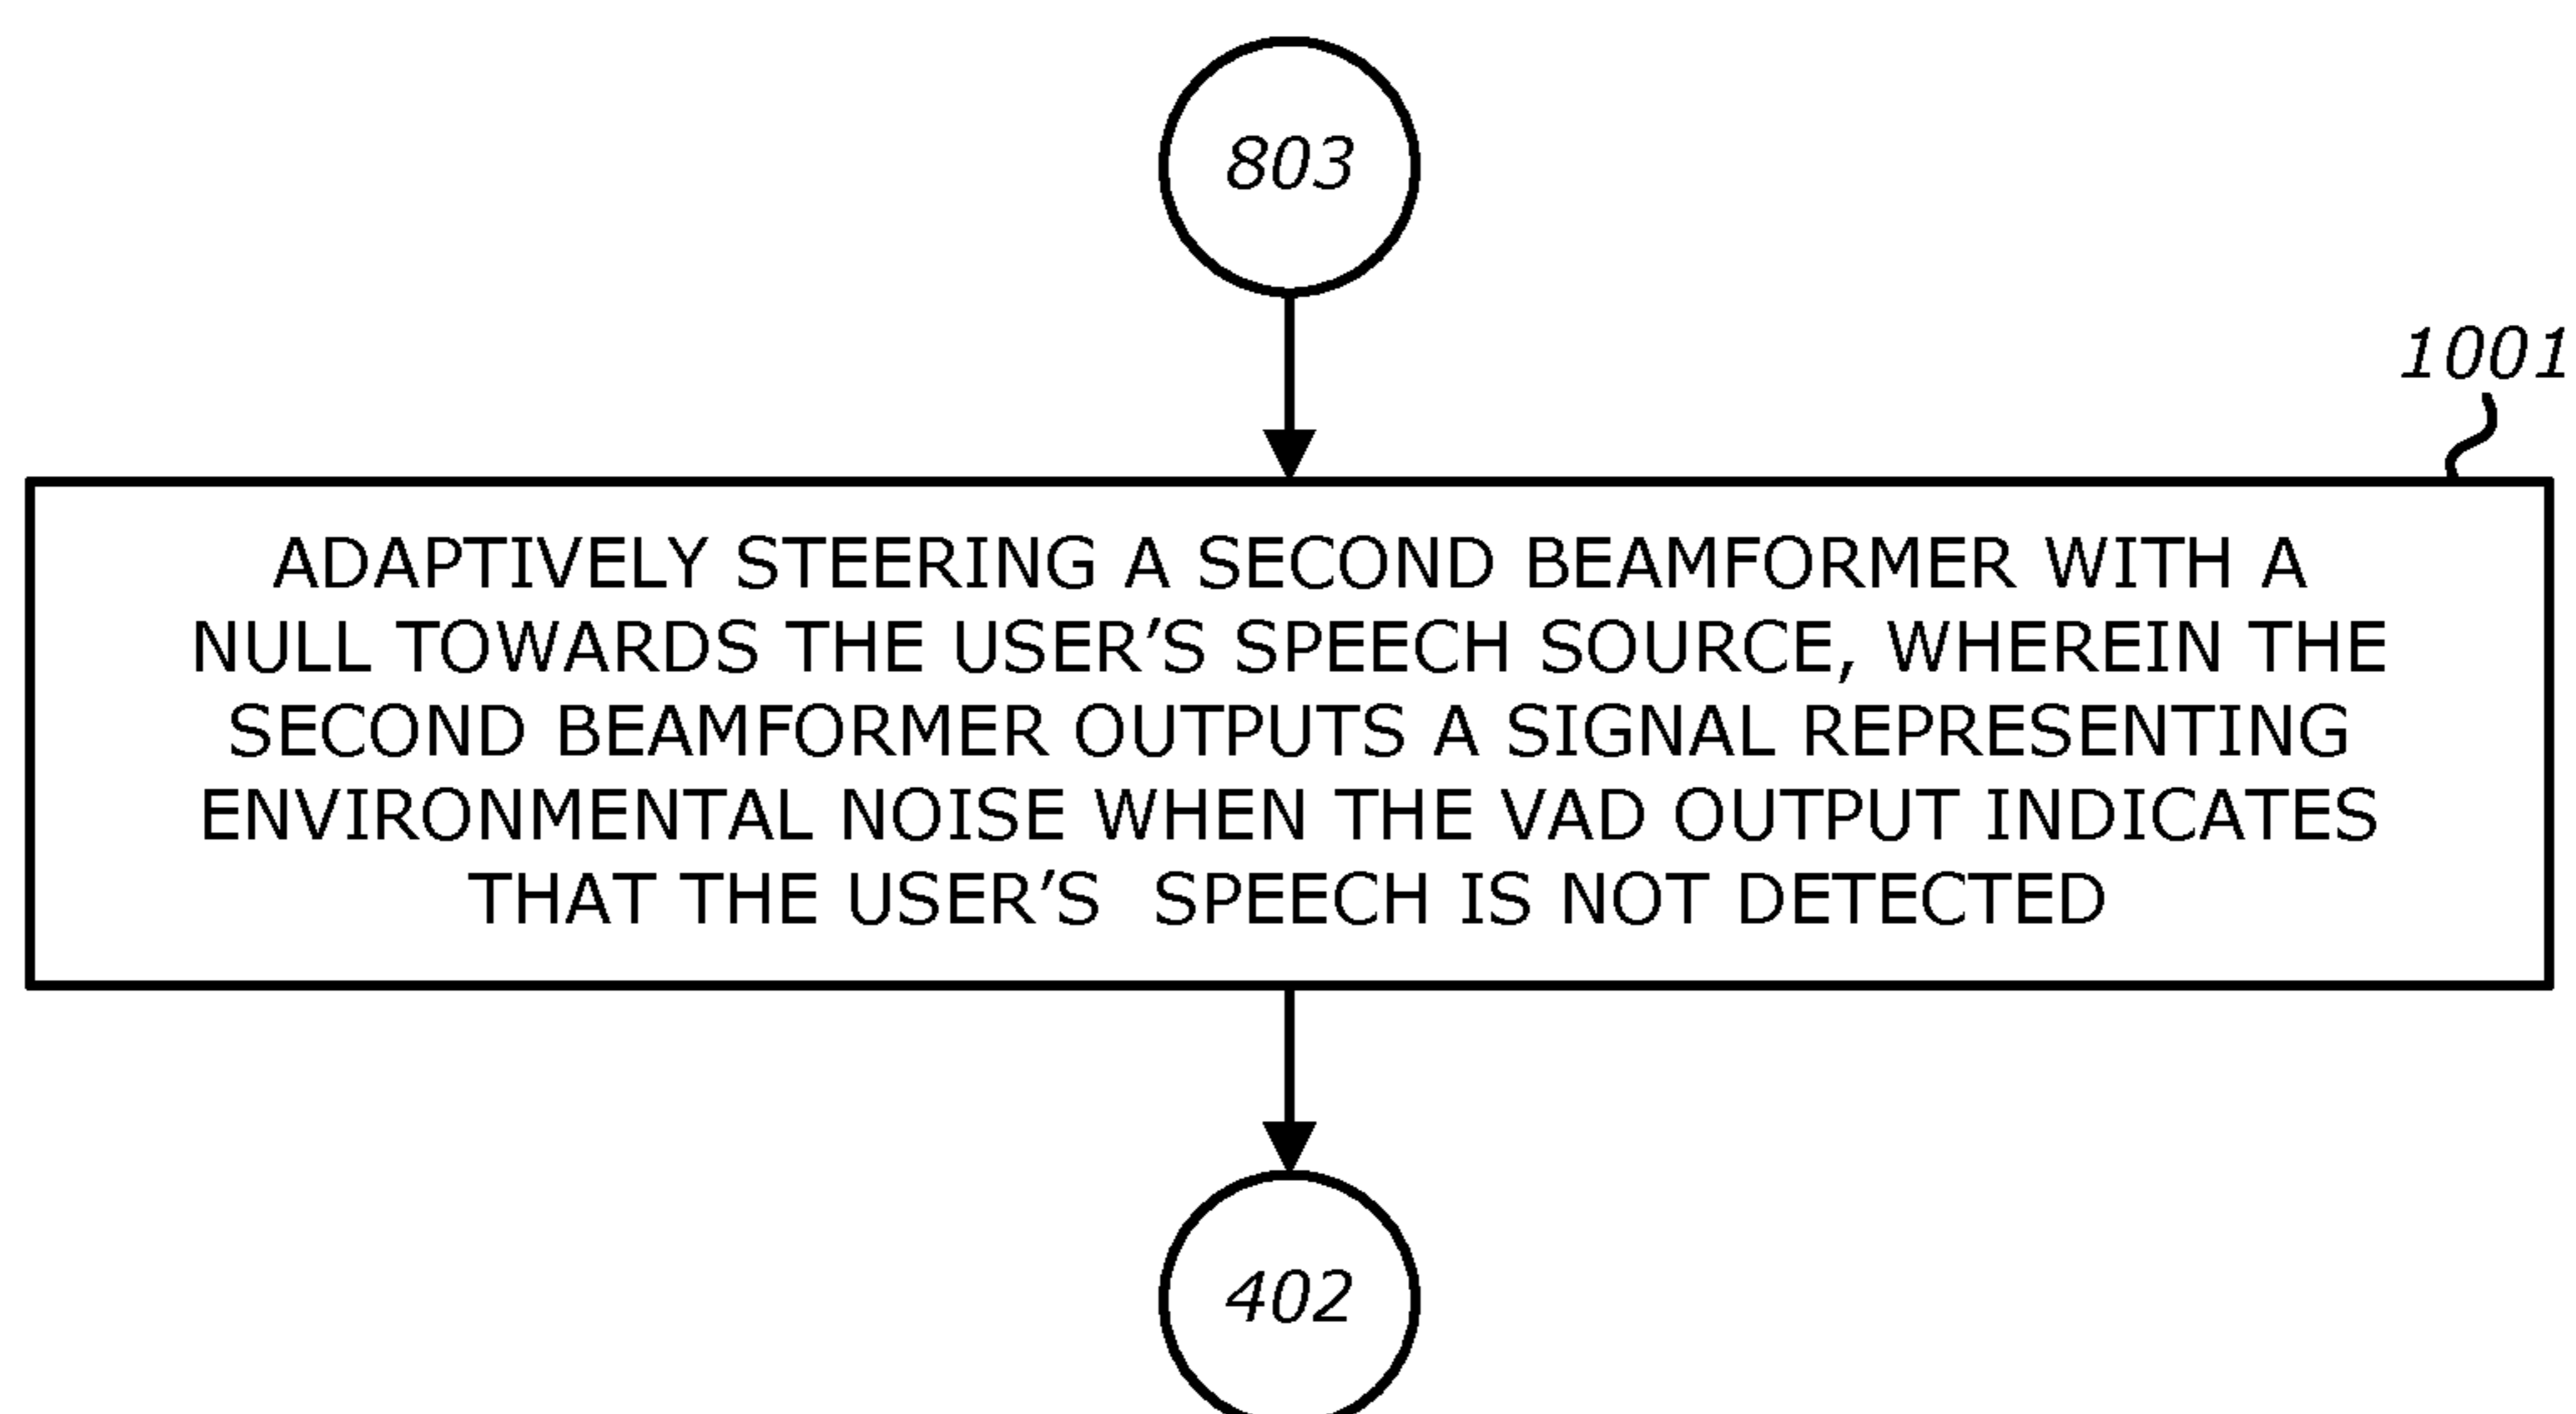 803
1001
ADAPTIVELY STEERING A SECOND BEAMFORMER WITH A
NULL TOWARDS THE USER’S SPEECH SOURCE, WHEREIN THE
SECOND BEAMFORMER OUTPUTS A SIGNAL REPRESENTING
ENVIRONMENTAL NOISE WHEN THE VAD OUTPUT INDICATES
THAT THE USER’S  SPEECH IS NOT DETECTED
402